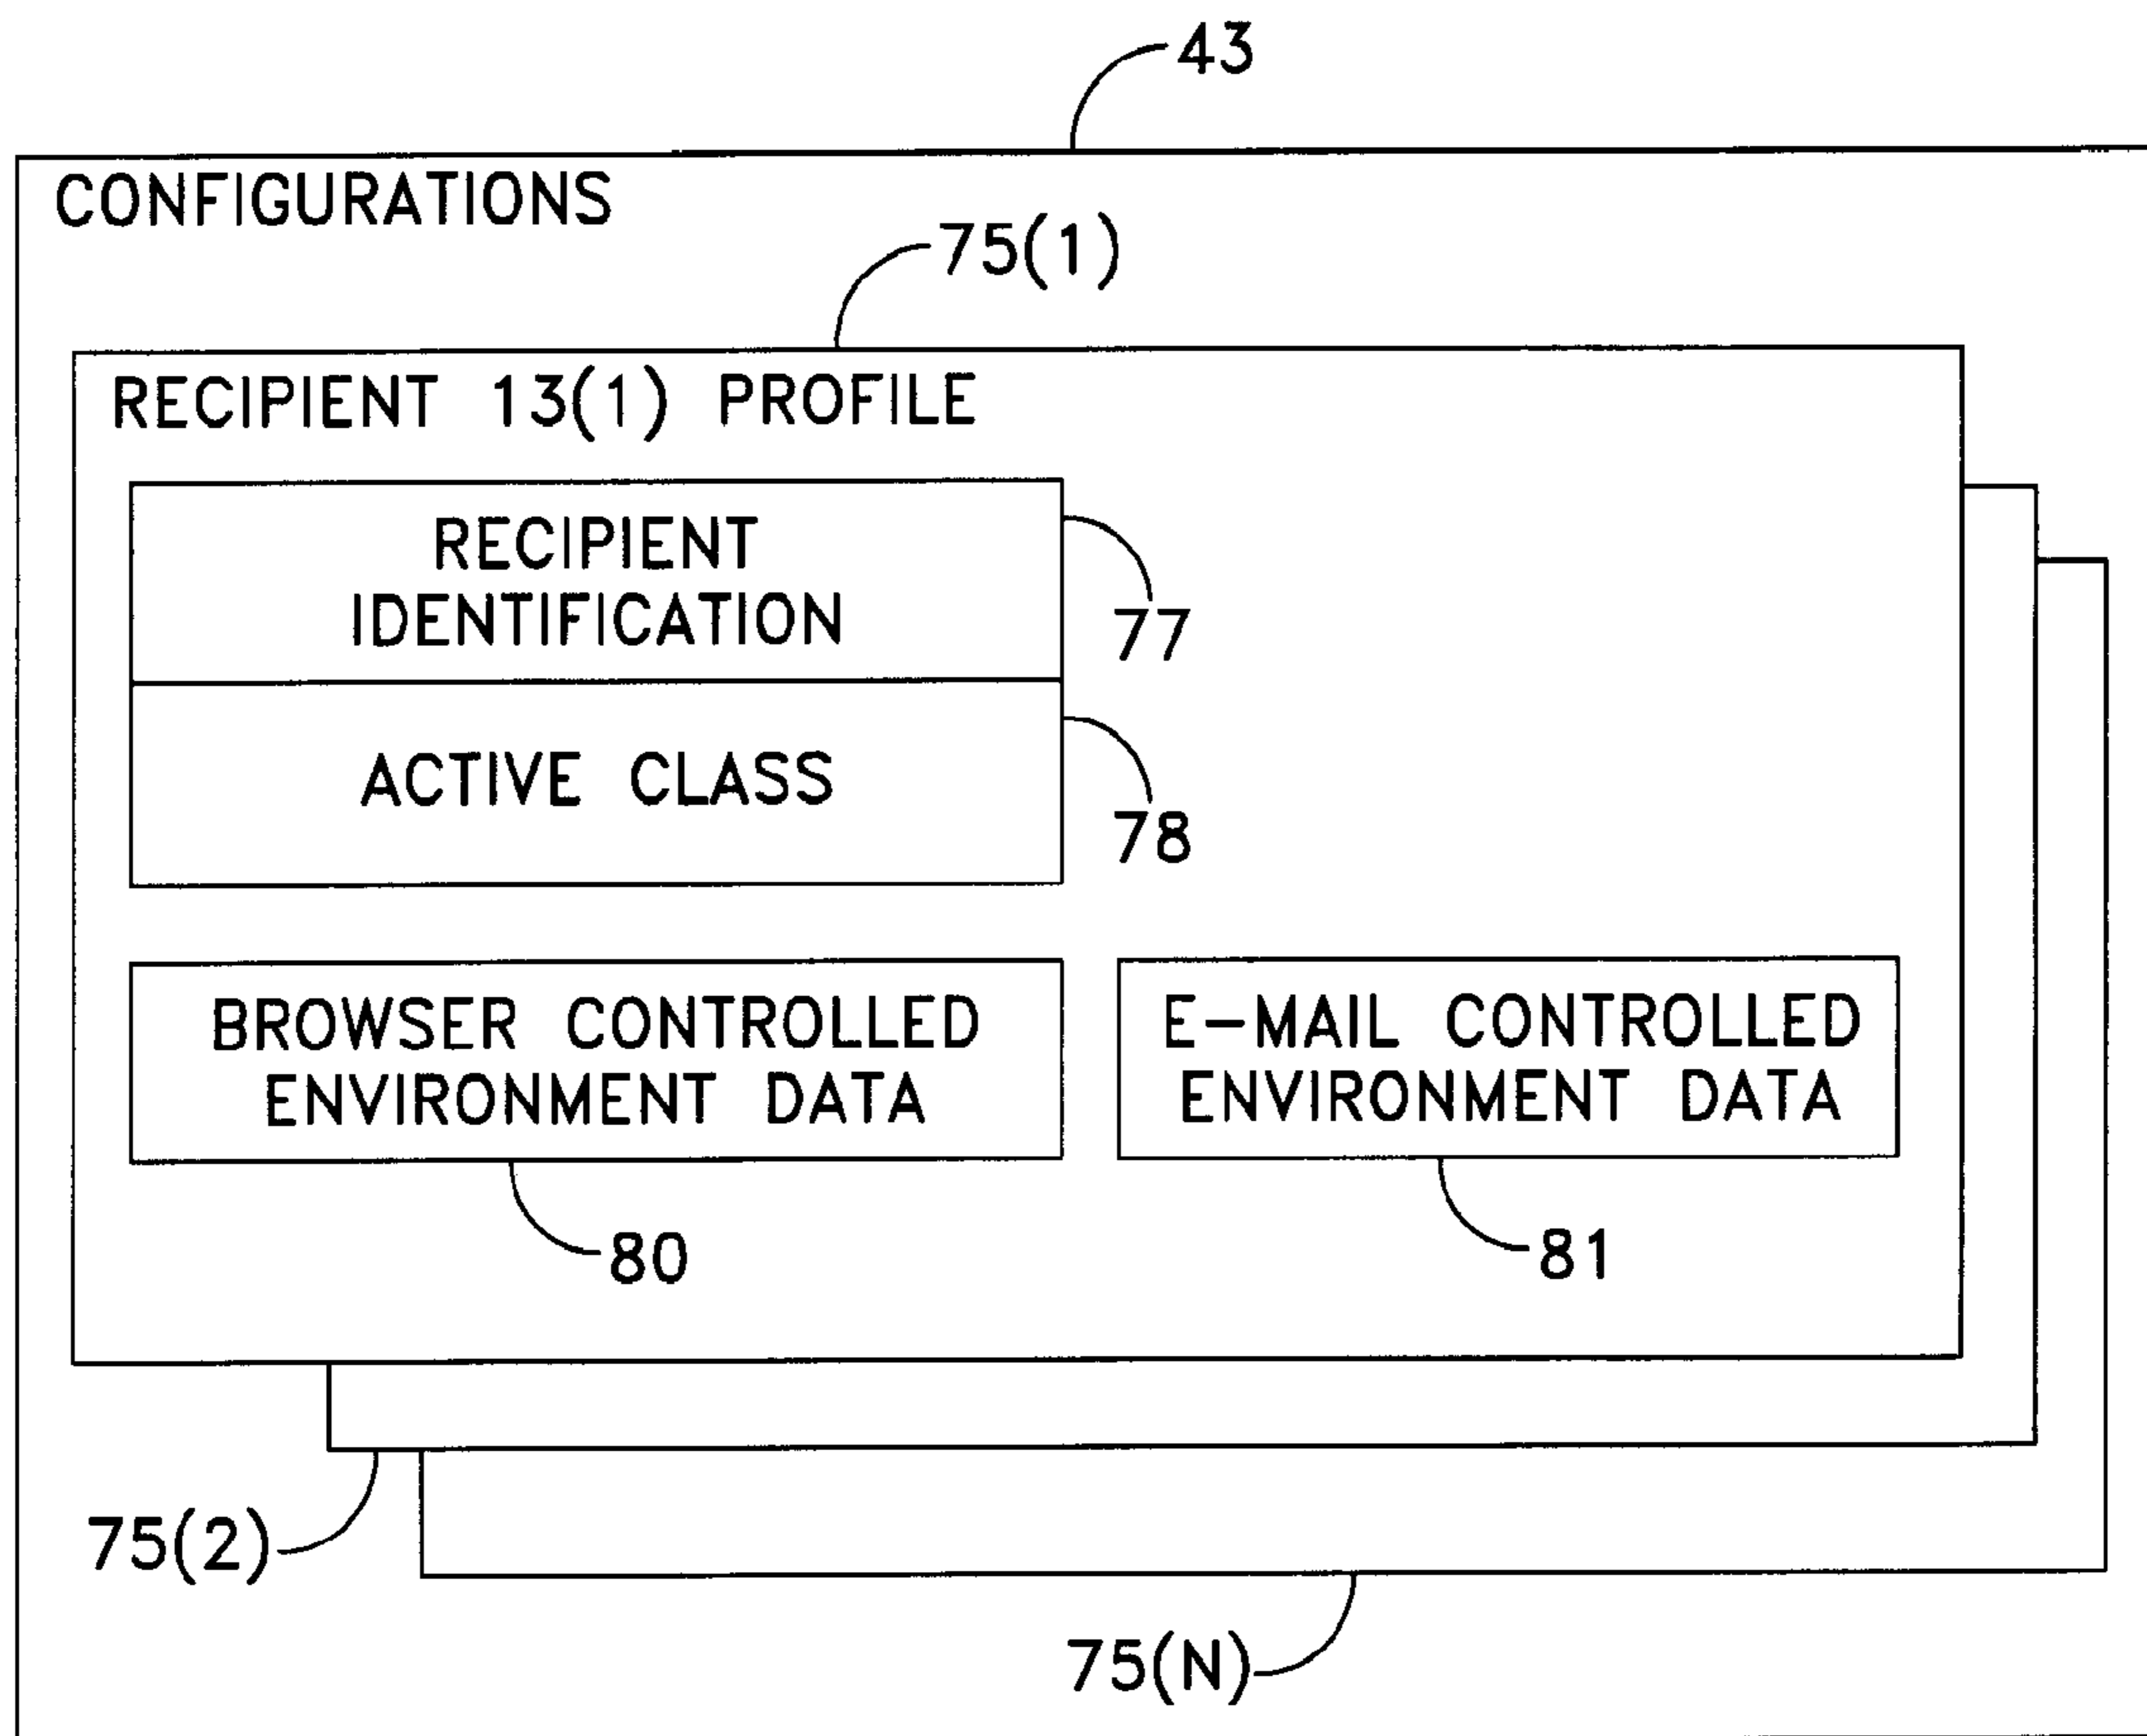 43
CONFIGURATIONS
75(1)
RECIPIENT 13(1) PROFILE
RECIPIENT
IDENTIFICATION
77
ACTIVE CLASS
78
BROWSER CONTROLLED
ENVIRONMENT DATA
E-MAIL CONTROLLED
ENVIRONMENT DATA
80
81
75(2)
75(N)